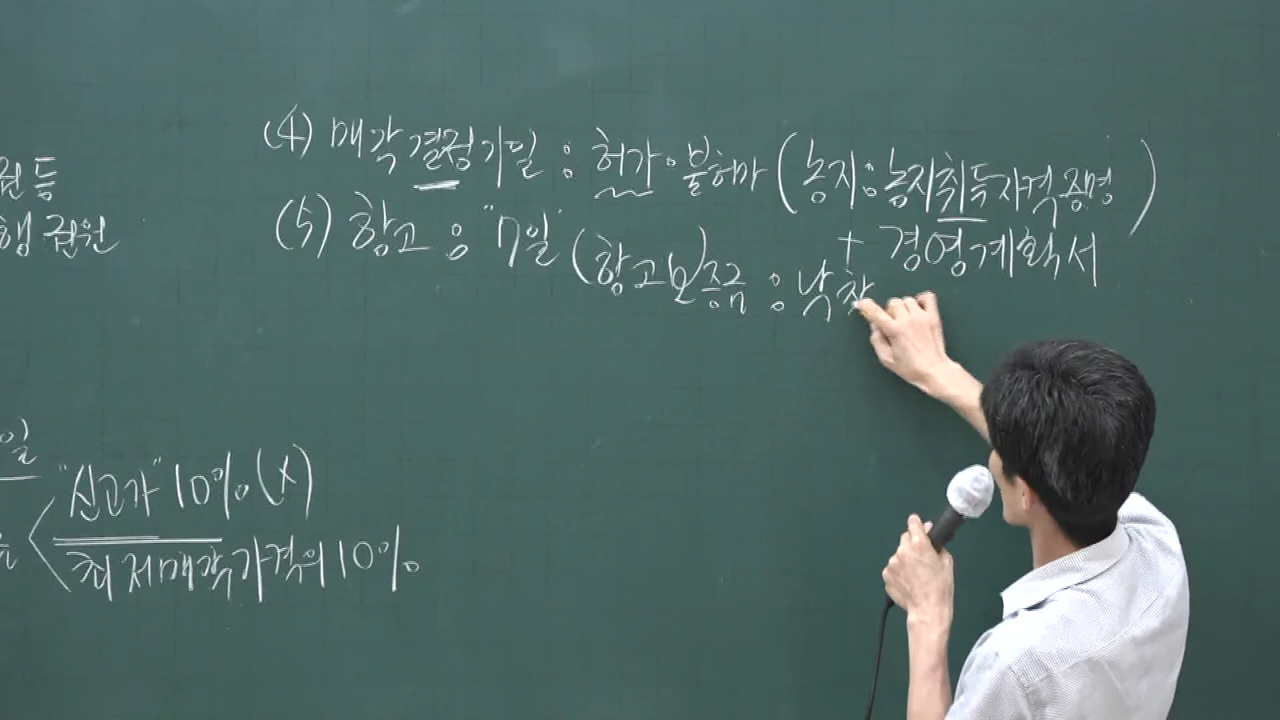 원등
권원
(4) 매각결정기일 : 허가·불허가 (농지:농지취득자격증명)
+ 경영계획서
(5) 항고 : "7일" (항고보)증금 : 낙찰
일
"신고가" 10% (X)
최저매각가격의 10%